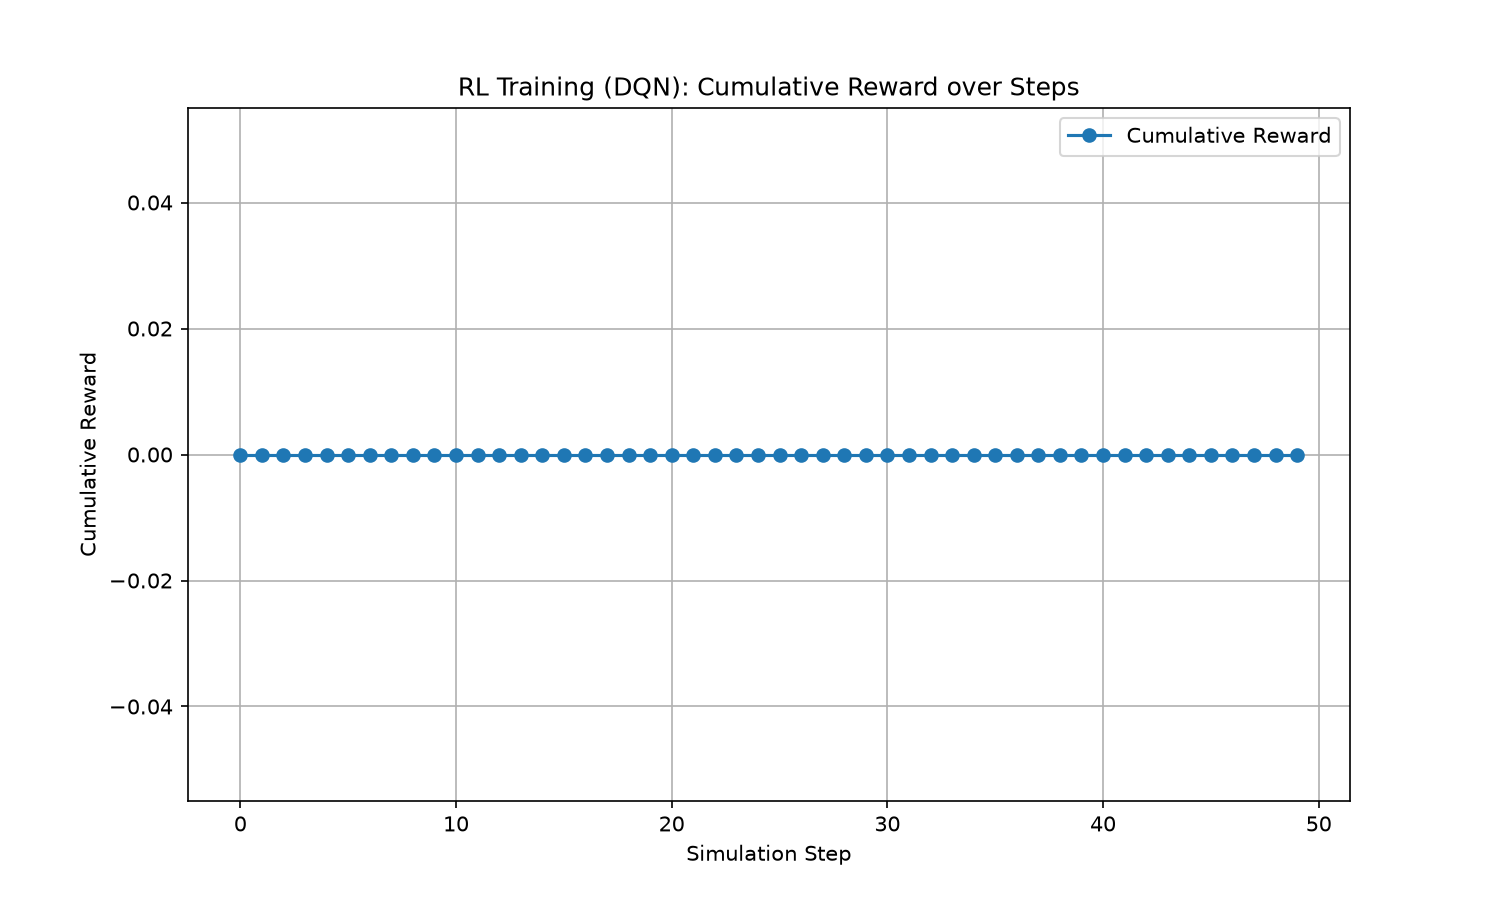 RL Training (DQN): Cumulative Reward over Steps
Cumulative Reward
0.04
0.02
0.00
−0.02
−0.04
Cumulative Reward
0 10 20 30 40 50
Simulation Step